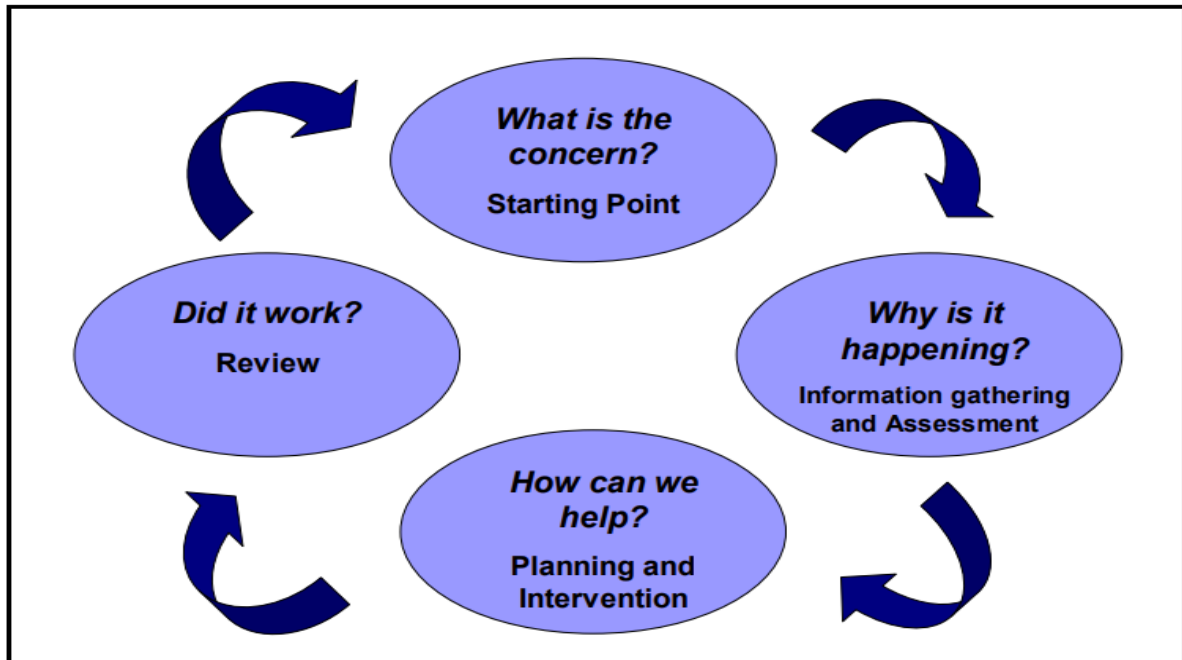 What is the
concern?
Starting Point
Why is it
happening?
Information gathering
and Assessment
How can we
help?
Planning and
Intervention
Did it work?
Review